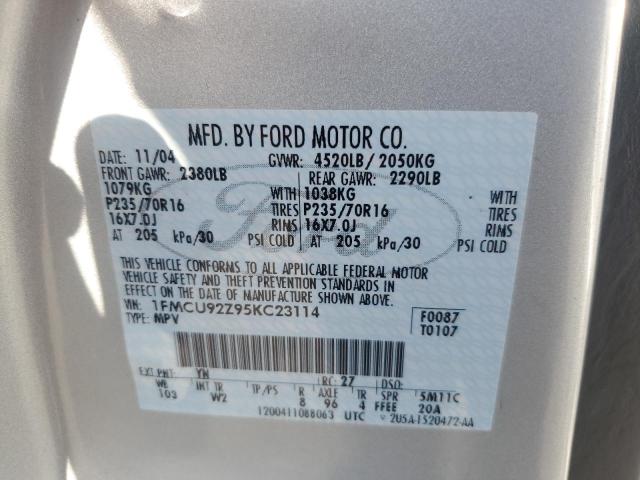 MFD. BY FORD MOTOR CO.
DATE: 11/04 GVWR: 4520LB/ 2050KG
FRONT GAWR: 2380LB REAR GAWR: 2290LB
1079KG WITH 1038KG WITH
P235/70R16 TIRES P235/70R16 TIRES
16X7.0J RIMS 16X7.0J RIMS
AT 205 kPa/30 PSI COLD AT 205 kPa/30 PSI COLD
Ford
THIS VEHICLE CONFORMS TO ALL APPLICABLE FEDERAL MOTOR
VEHICLE SAFETY AND THEFT PREVENTION STANDARDS IN
EFFECT ON THE DATE OF MANUFACTURE SHOWN ABOVE.
VIN: 1FMCU92Z95KC23114 F0087
TYPE: MPV T0107
EXT PNT: YN RC: 27 DSO:
WB INT TR TP/PS R AXLE TR SPR 5M11C
103 W2 8 96 4 FFEE 20A
1200411088063 UTC 2U5A-1520472-AA